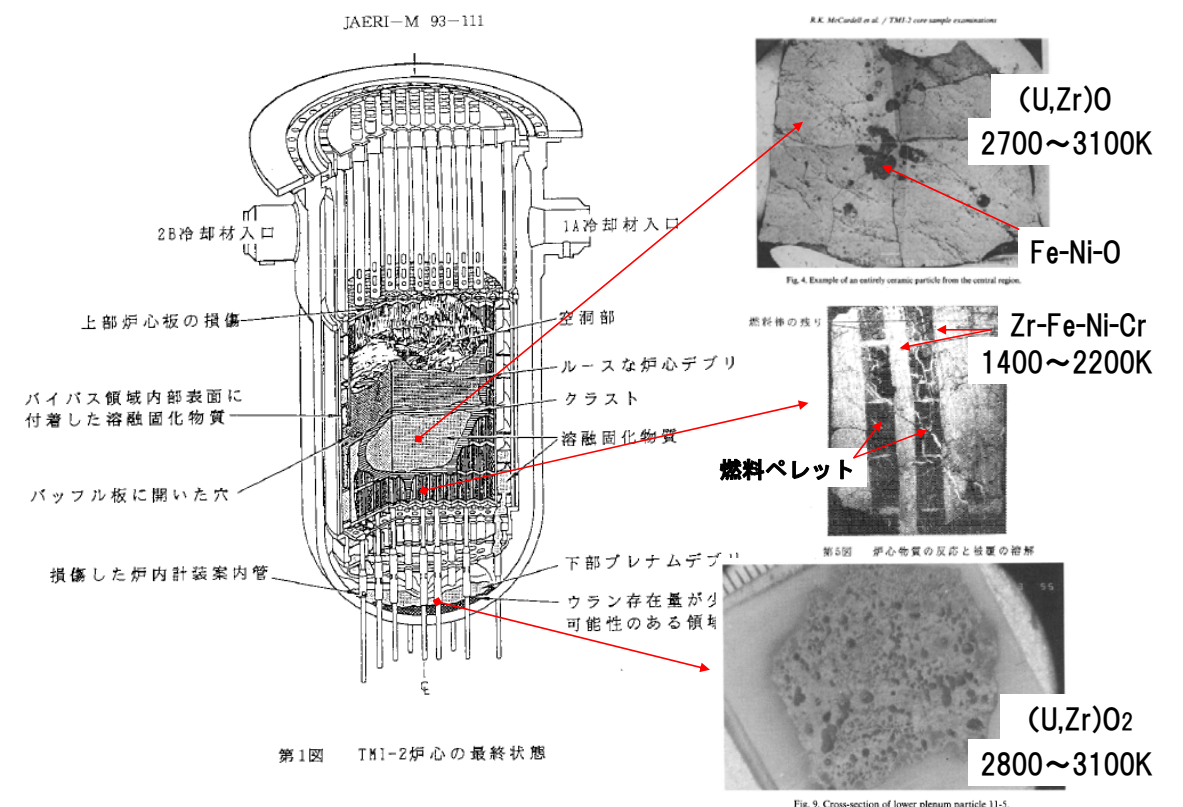 JAERI-M 93-111
2B冷却材入口
1A冷却材入口
上部炉心板の損傷
空洞部
ルースな炉心デブリ
バイパス領域内部表面に
付着した溶融固化物質
クラスト
溶融固化物質
バッフル板に開いた穴
損傷した炉内計装案内管
下部プレナムデブリ
ウラン存在量が少
可能性のある領域
第1図 TMI-2炉心の最終状態
R.K. McCardell et al. / TMI-2 core sample examinations
(U,Zr)O
2700～3100K
Fe-Ni-O
Fig. 4. Example of an entirely ceramic particle from the central region.
燃料棒の残り
Zr-Fe-Ni-Cr
1400～2200K
燃料ペレット
第5図 炉心物質の反応と被覆の溶解
(U,Zr)O2
2800～3100K
Fig. 9. Cross-section of lower plenum particle 11-5.